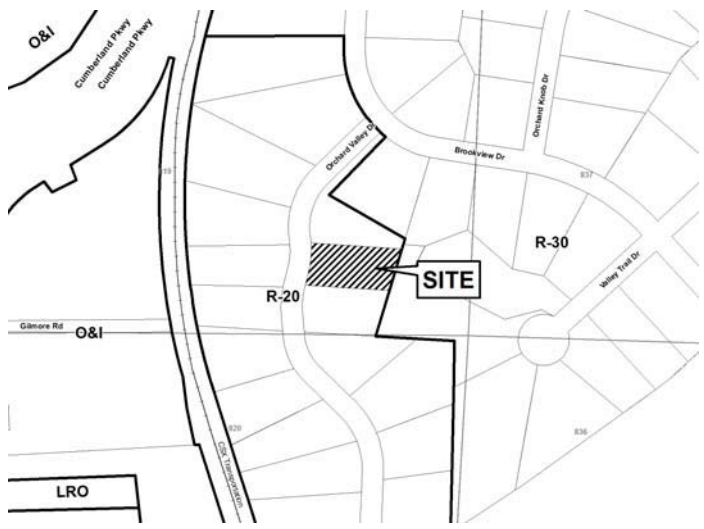 O&I
Cumberland Pkwy
Cumberland Pkwy
Orchard Knob Dr
Orchard Valley Dr
Brookview Dr
819
837
R-30
Valley Trail Dr
SITE
R-20
Gilmore Rd
O&I
820
836
CSX Transportation
LRO